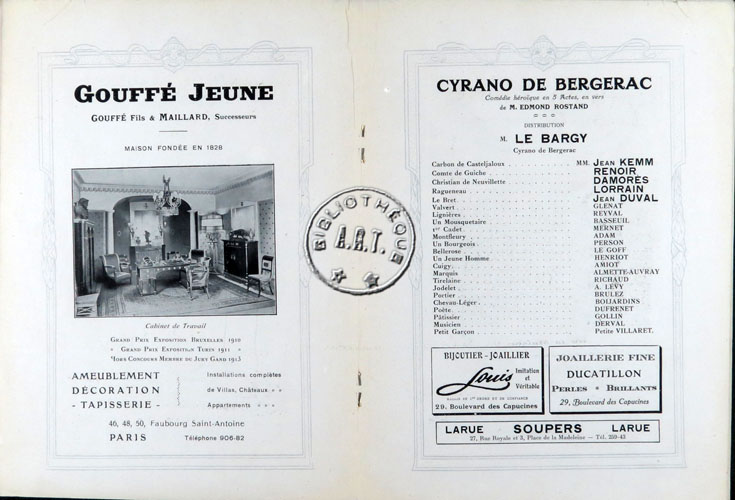 GOUFFÉ JEUNE
GOUFFÉ Fils & MAILLARD, Successeurs
MAISON FONDÉE EN 1828
Cabinet de Travail
GRAND PRIX EXPOSITION BRUXELLES 1910
» GRAND PRIX EXPOSITION TURIN 1911 »
HORS CONCOURS MEMBRE DU JURY GAND 1913
AMEUBLEMENT
DÉCORATION
- TAPISSERIE -
Installations complètes
de Villas, Châteaux » »
Appartements » » »
46, 48, 50, Faubourg Saint-Antoine
PARIS Téléphone 906-82
BIBLIOTHÈQUE
A.R.T.
CYRANO DE BERGERAC
Comédie héroïque en 5 Actes, en vers
de M. EDMOND ROSTAND
DISTRIBUTION
M. LE BARGY
Cyrano de Bergerac
Carbon de Casteljaloux . . . . . . . . MM. Jean KEMM
Comte de Guiche . . . . . . . . RENOIR
Christian de Neuvillette . . . . . . . . DAMORÈS
Ragueneau . . . . . . . . LORRAIN
Le Bret . . . . . . . . Jean DUVAL
Valvert . . . . . . . . GLENAT
Lignières . . . . . . . . REYVAL
Un Mousquetaire . . . . . . . . BASSEUIL
1er Cadet . . . . . . . . MERNET
Montfleury . . . . . . . . ADAM
Un Bourgeois . . . . . . . . PERSON
Bellerose . . . . . . . . LE GOFF
Un Jeune Homme . . . . . . . . HENRIOT
Cuigy . . . . . . . . AMIOT
Marquis . . . . . . . . ALMETTE-AUVRAY
Tirelaine . . . . . . . . RICHAUD
Jodelet . . . . . . . . A. LEVY
Portier . . . . . . . . BRULEZ
Chevau-Léger . . . . . . . . BOIJARDINS
Poète . . . . . . . . DUFRENET
Pâtissier . . . . . . . . GOLLIN
Musicien . . . . . . . . DERVAL
Petit Garçon . . . . . . . . Petite VILLARET.
BIJOUTIER-JOAILLIER
Louis
Imitation
et
Véritable
29, Boulevard des Capucines
JOAILLERIE FINE
DUCATILLON
PERLES » BRILLANTS
29, Boulevard des Capucines
LARUE SOUPERS LARUE
27, Rue Royale et 3, Place de la Madeleine — Tél. 259-43